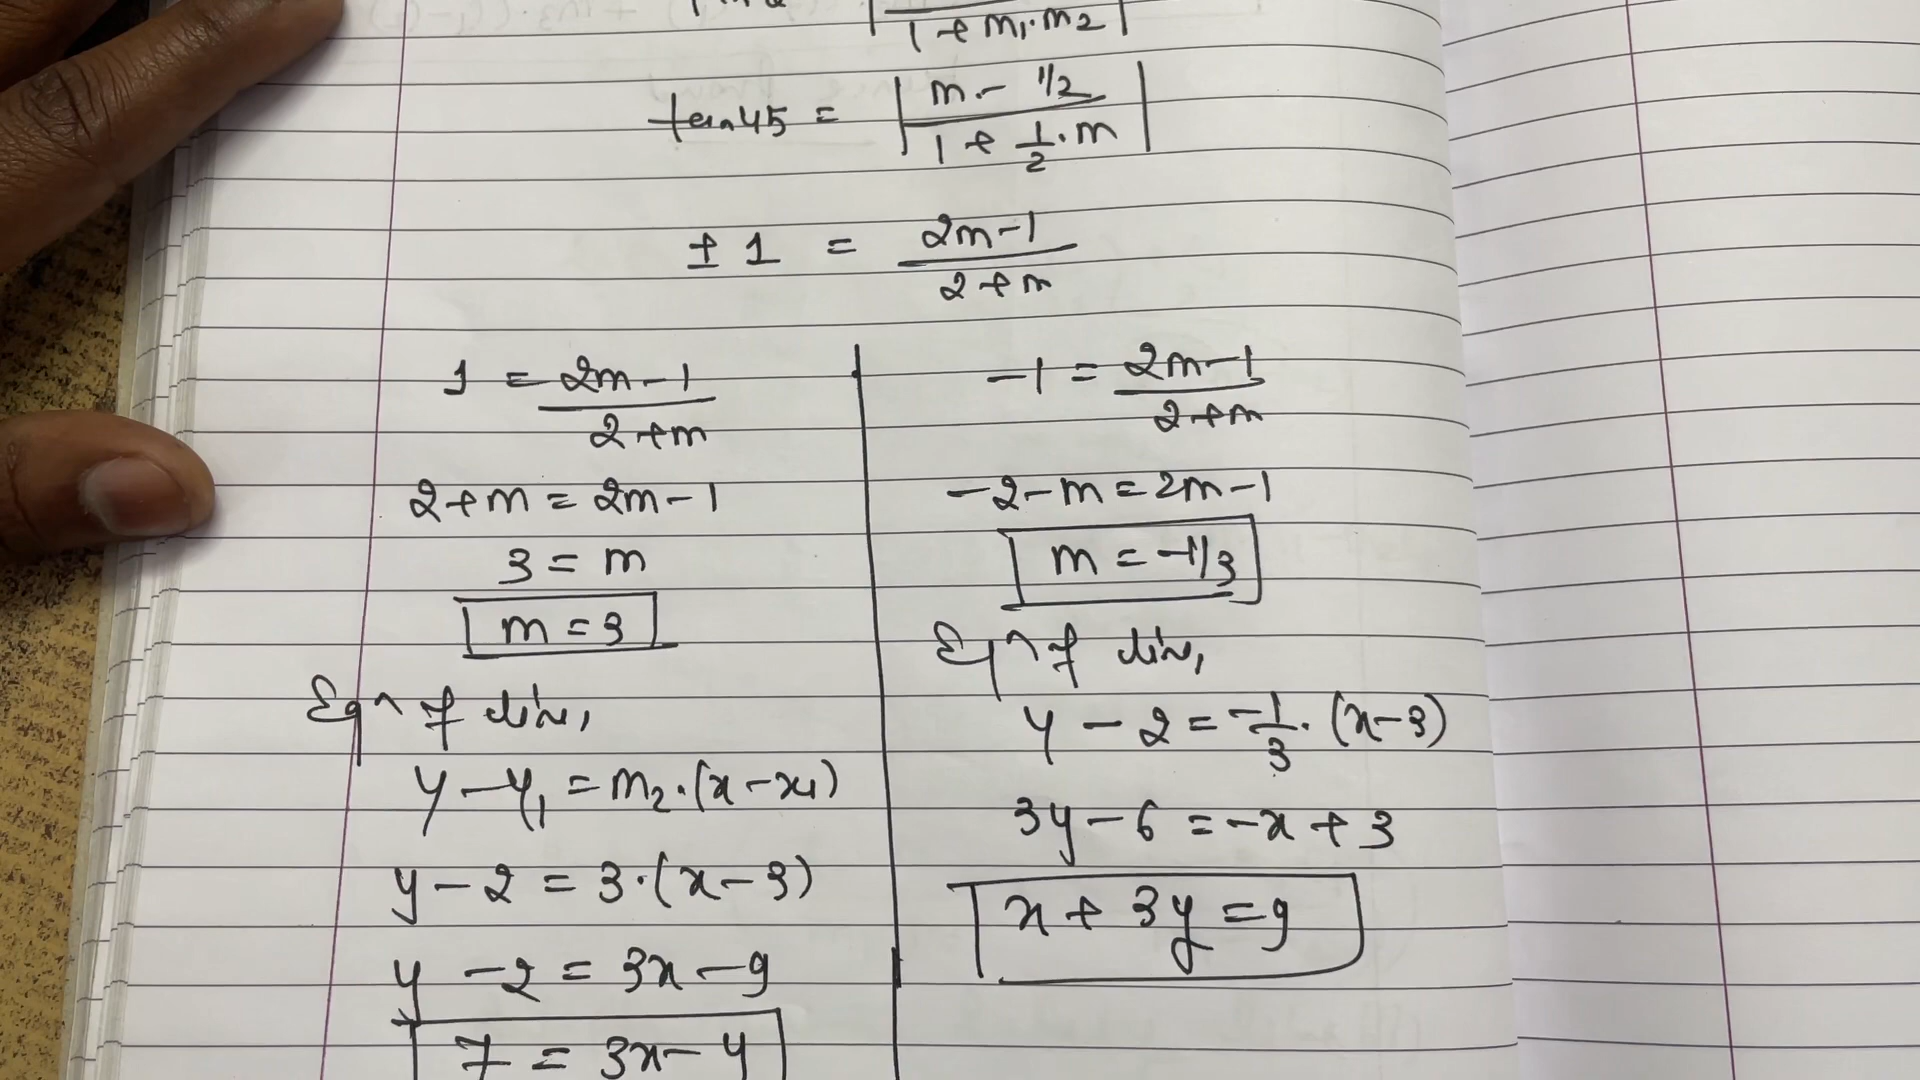 1 + m₁·m₂
tan45 = | (m - 1/2) / (1 + 1/2·m) |
± 1 = (2m-1) / (2+m)
1 = (2m-1) / (2+m)
2+m = 2m-1
3 = m
m = 3
Eqn of line,
y - y₁ = m₂·(x-x₁)
y - 2 = 3·(x-3)
y - 2 = 3x-9
7 = 3x-y
-1 = (2m-1) / (2+m)
-2-m = 2m-1
m = -1/3
Eqn of line,
y - 2 = -1/3·(x-3)
3y - 6 = -x + 3
x + 3y = 9